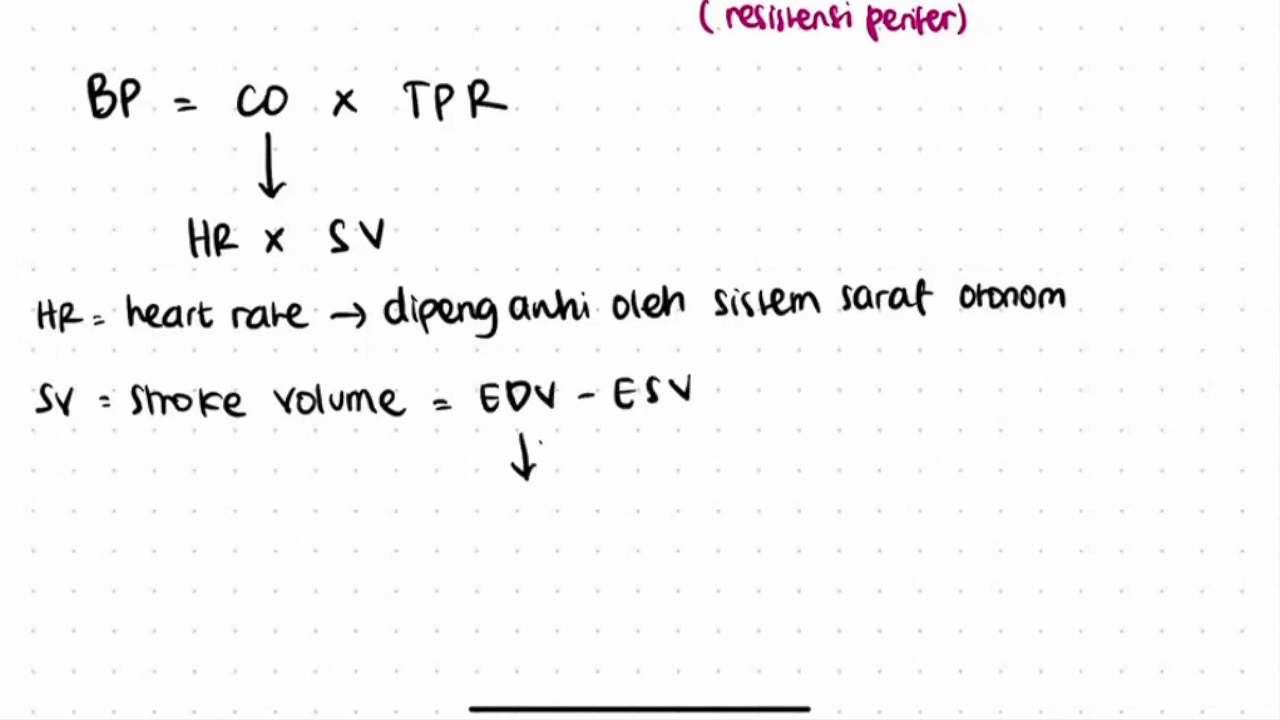 (resistensi perifer)
BP = CO x TPR
↓
HR x SV
HR = heart rate → dipengaruhi oleh sistem saraf otonom
SV = stroke volume = EDV - ESV
↓